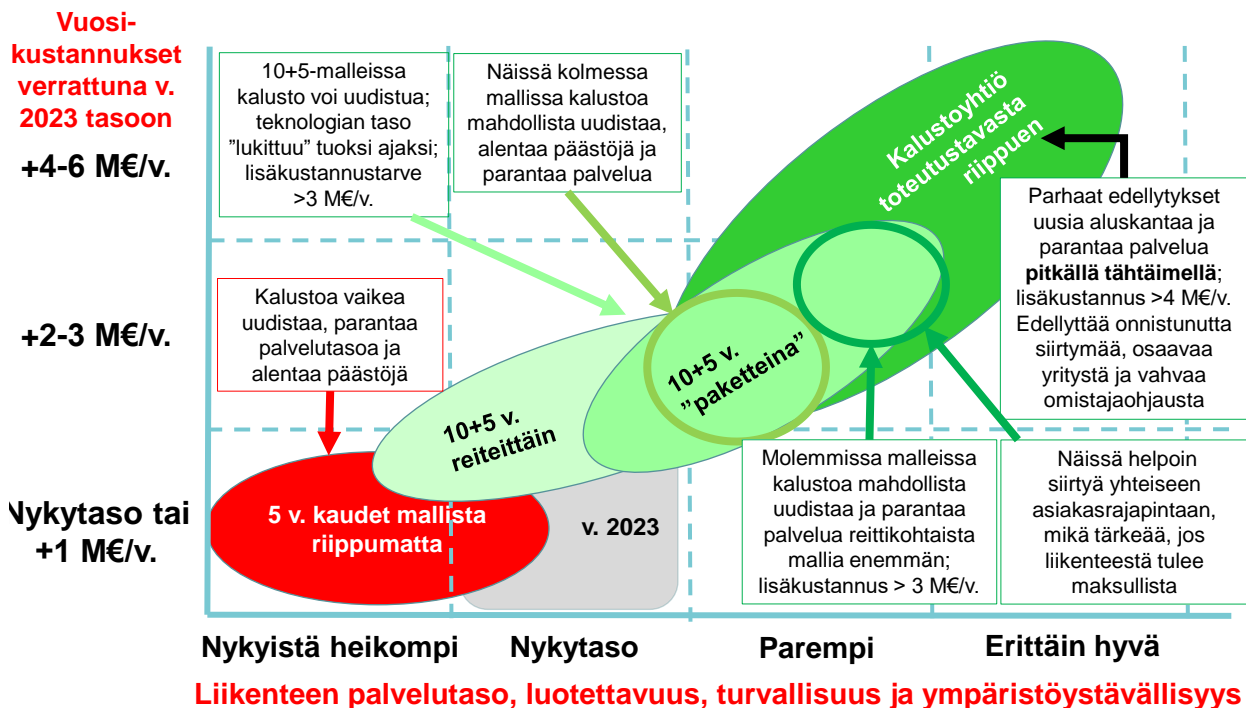 Vuosi-
kustannukset
verrattuna v.
2023 tasoon
+4-6 M€/v.
+2-3 M€/v.
Nykytaso tai
+1 M€/v.
10+5-malleissa
kalusto voi uudistua;
teknologian taso
”lukittuu” tuoksi ajaksi;
lisäkustannustarve
>3 M€/v.
Näissä kolmessa
mallissa kalustoa
mahdollista uudistaa,
alentaa päästöjä ja
parantaa palvelua
Kalustoyhtiö
toteutustavasta
riippuen
Parhaat edellytykset
uusia aluskantaa ja
parantaa palvelua
pitkällä tähtäimellä;
lisäkustannus >4 M€/v.
Edellyttää onnistunutta
siirtymää, osaavaa
yritystä ja vahvaa
omistajaohjausta
Kalustoa vaikea
uudistaa, parantaa
palvelutasoa ja
alentaa päästöjä
10+5 v.
”paketteina”
10+5 v.
reiteittäin
5 v. kaudet mallista
riippumatta
v. 2023
Molemmissa malleissa
kalustoa mahdollista
uudistaa ja parantaa
palvelua reittikohtaista
mallia enemmän;
lisäkustannus > 3 M€/v.
Näissä helpoin
siirtyä yhteiseen
asiakasrajapintaan,
mikä tärkeää, jos
liikenteestä tulee
maksullista
Nykyistä heikompi
Nykytaso
Parempi
Erittäin hyvä
Liikenteen palvelutaso, luotettavuus, turvallisuus ja ympäristöystävällisyys